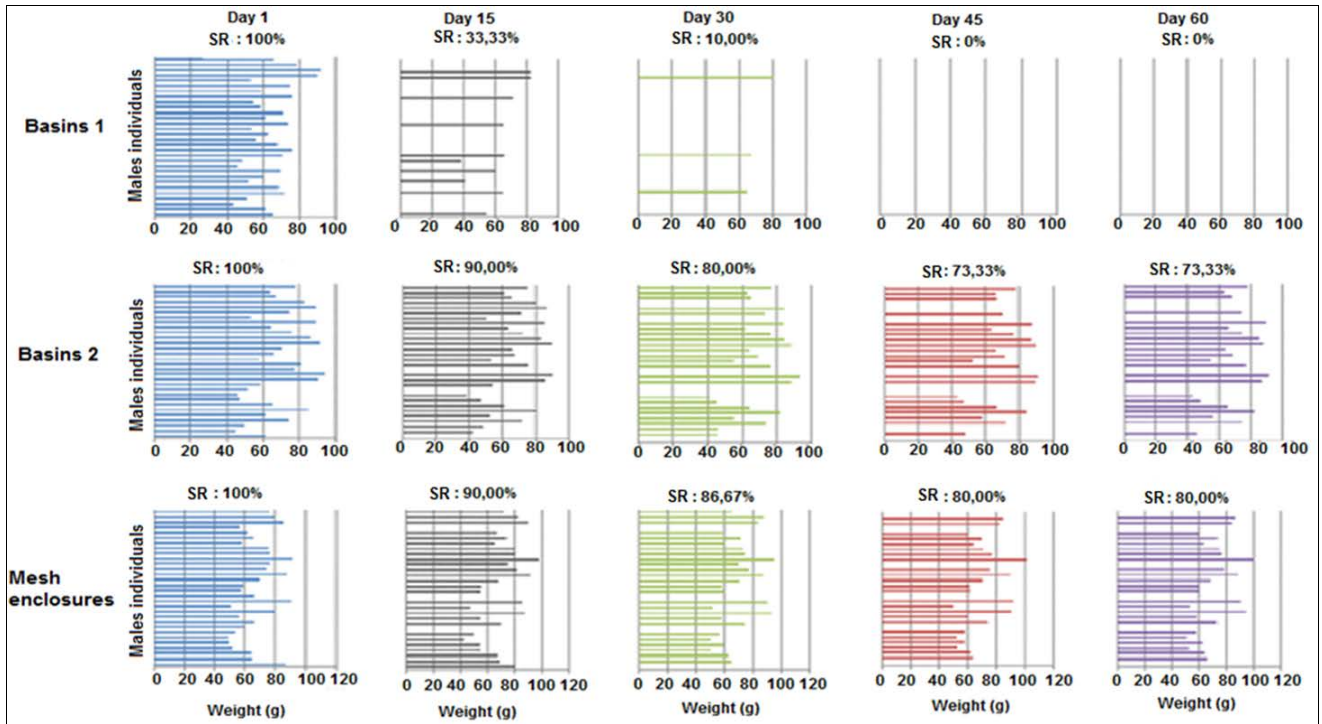 Day 1 Day 15 Day 30 Day 45 Day 60
SR : 100% SR : 33,33% SR : 10,00% SR : 0% SR : 0%
Basins 1
Males individuals
0 20 40 60 80 100 0 20 40 60 80 100 0 20 40 60 80 100 0 20 40 60 80 100 0 20 40 60 80 100
SR : 100% SR : 90,00% SR : 80,00% SR : 73,33% SR : 73,33%
Basins 2
Males individuals
0 20 40 60 80 100 0 20 40 60 80 100 0 20 40 60 80 100 0 20 40 60 80 100 0 20 40 60 80 100
SR : 100% SR : 90,00% SR : 86,67% SR : 80,00% SR : 80,00%
Mesh
enclosures
Males individuals
0 20 40 60 80 100 120 0 20 40 60 80 100 120 0 20 40 60 80 100 120 0 20 40 60 80 100 120 0 20 40 60 80 100 120
Weight (g) Weight (g) Weight (g) Weight (g) Weight (g)